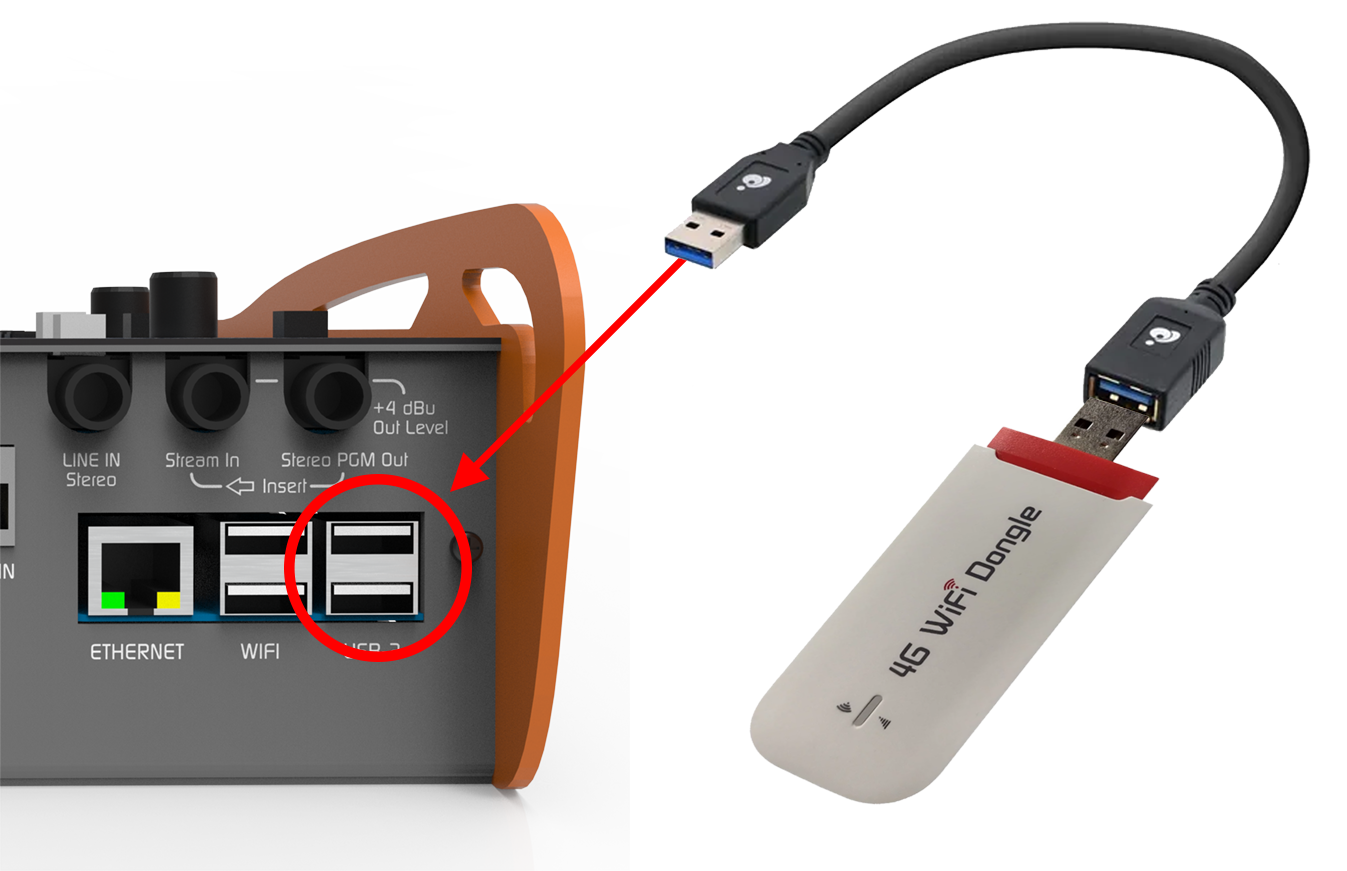 +4 dBu
Out Level
LINE IN
Stereo
Stream In
Stereo PGM Out
Insert
IN
ETHERNET
WIFI
4G WiFi Dongle